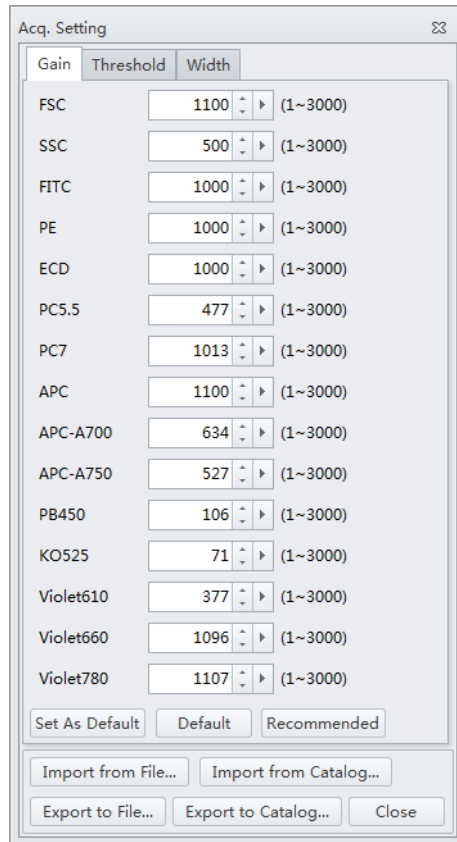 Acq. Setting
Gain Threshold Width
FSC 1100 (1~3000)
SSC 500 (1~3000)
FITC 1000 (1~3000)
PE 1000 (1~3000)
ECD 1000 (1~3000)
PC5.5 477 (1~3000)
PC7 1013 (1~3000)
APC 1100 (1~3000)
APC-A700 634 (1~3000)
APC-A750 527 (1~3000)
PB450 106 (1~3000)
KO525 71 (1~3000)
Violet610 377 (1~3000)
Violet660 1096 (1~3000)
Violet780 1107 (1~3000)
Set As Default Default Recommended
Import from File... Import from Catalog...
Export to File... Export to Catalog... Close